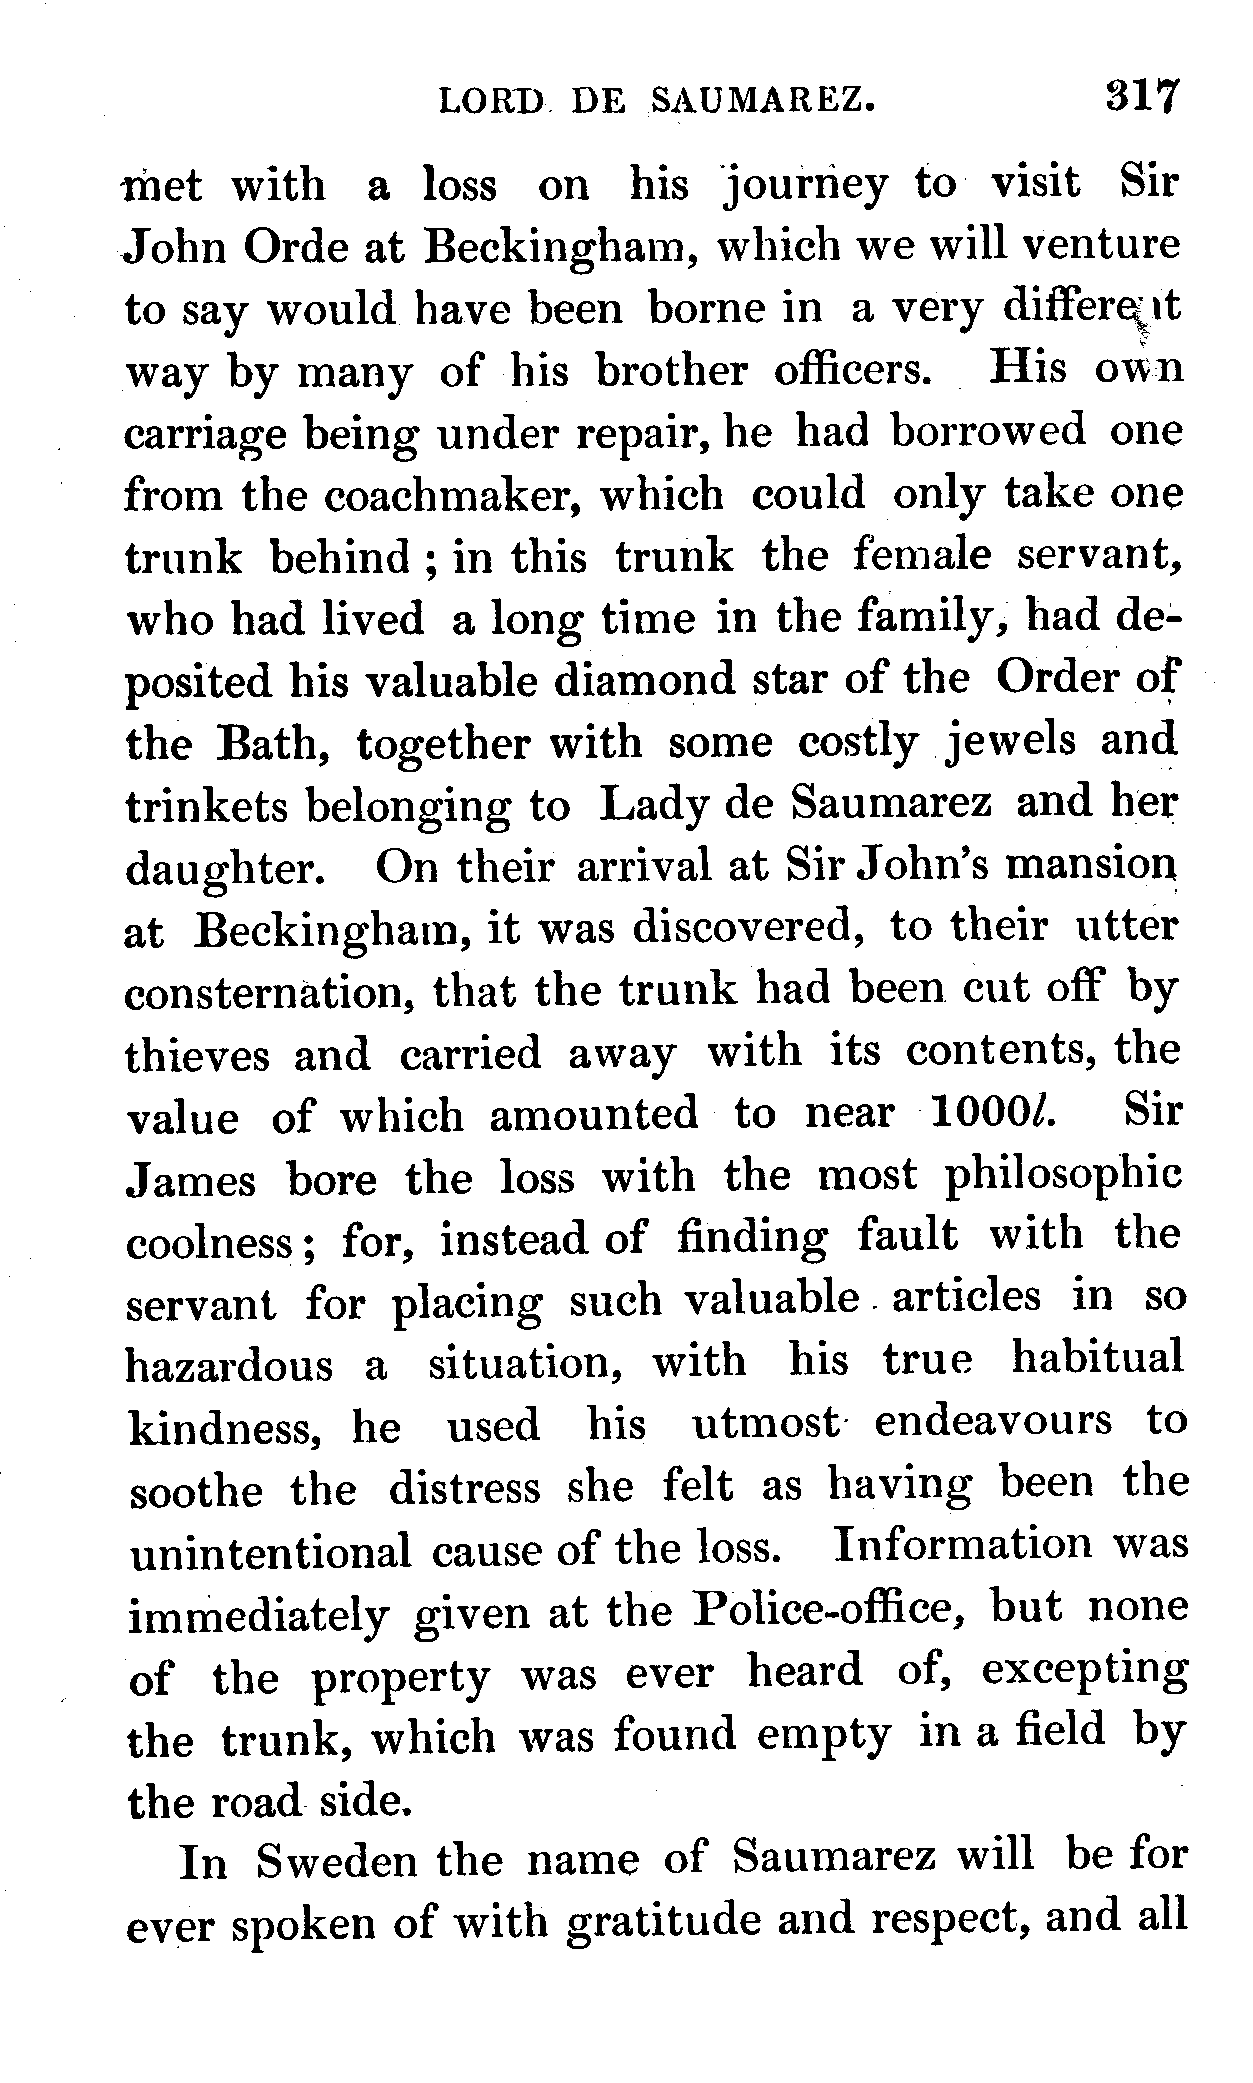 LORD DE SAUMAREZ. 317
met with a loss on his journey to visit Sir
John Orde at Beckingham, which we will venture
to say would have been borne in a very different
way by many of his brother officers. His own
carriage being under repair, he had borrowed one
from the coachmaker, which could only take one
trunk behind ; in this trunk the female servant,
who had lived a long time in the family, had de-
posited his valuable diamond star of the Order of
the Bath, together with some costly jewels and
trinkets belonging to Lady de Saumarez and her
daughter. On their arrival at Sir John's mansion
at Beckingham, it was discovered, to their utter
consternation, that the trunk had been cut off by
thieves and carried away with its contents, the
value of which amounted to near 1000l. Sir
James bore the loss with the most philosophic
coolness ; for, instead of finding fault with the
servant for placing such valuable articles in so
hazardous a situation, with his true habitual
kindness, he used his utmost endeavours to
soothe the distress she felt as having been the
unintentional cause of the loss. Information was
immediately given at the Police-office, but none
of the property was ever heard of, excepting
the trunk, which was found empty in a field by
the road side.
In Sweden the name of Saumarez will be for
ever spoken of with gratitude and respect, and all